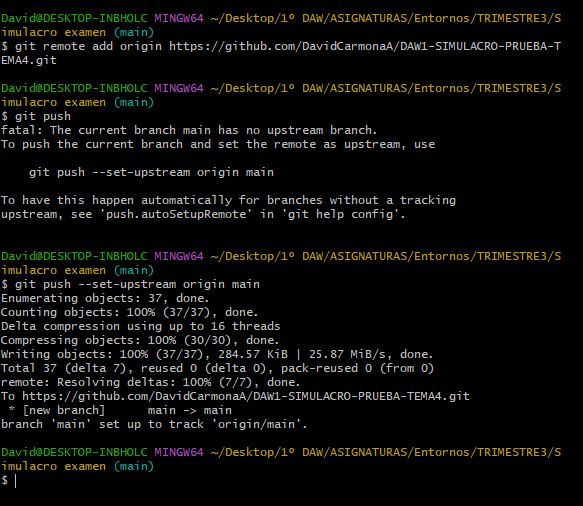 David@DESKTOP-INBHOLC MINGW64 ~/Desktop/1º DAW/ASIGNATURAS/Entornos/TRIMESTRE3/S
imulacro examen (main)
$ git remote add origin https://github.com/DavidCarmonaA/DAW1-SIMULACRO-PRUEBA-T
EMA4.git
David@DESKTOP-INBHOLC MINGW64 ~/Desktop/1º DAW/ASIGNATURAS/Entornos/TRIMESTRE3/S
imulacro examen (main)
$ git push
fatal: The current branch main has no upstream branch.
To push the current branch and set the remote as upstream, use
git push --set-upstream origin main
To have this happen automatically for branches without a tracking
upstream, see 'push.autoSetupRemote' in 'git help config'.
David@DESKTOP-INBHOLC MINGW64 ~/Desktop/1º DAW/ASIGNATURAS/Entornos/TRIMESTRE3/S
imulacro examen (main)
$ git push --set-upstream origin main
Enumerating objects: 37, done.
Counting objects: 100% (37/37), done.
Delta compression using up to 16 threads
Compressing objects: 100% (30/30), done.
Writing objects: 100% (37/37), 284.57 KiB | 25.87 MiB/s, done.
Total 37 (delta 7), reused 0 (delta 0), pack-reused 0 (from 0)
remote: Resolving deltas: 100% (7/7), done.
To https://github.com/DavidCarmonaA/DAW1-SIMULACRO-PRUEBA-TEMA4.git
* [new branch]      main -> main
branch 'main' set up to track 'origin/main'.
David@DESKTOP-INBHOLC MINGW64 ~/Desktop/1º DAW/ASIGNATURAS/Entornos/TRIMESTRE3/S
imulacro examen (main)
$